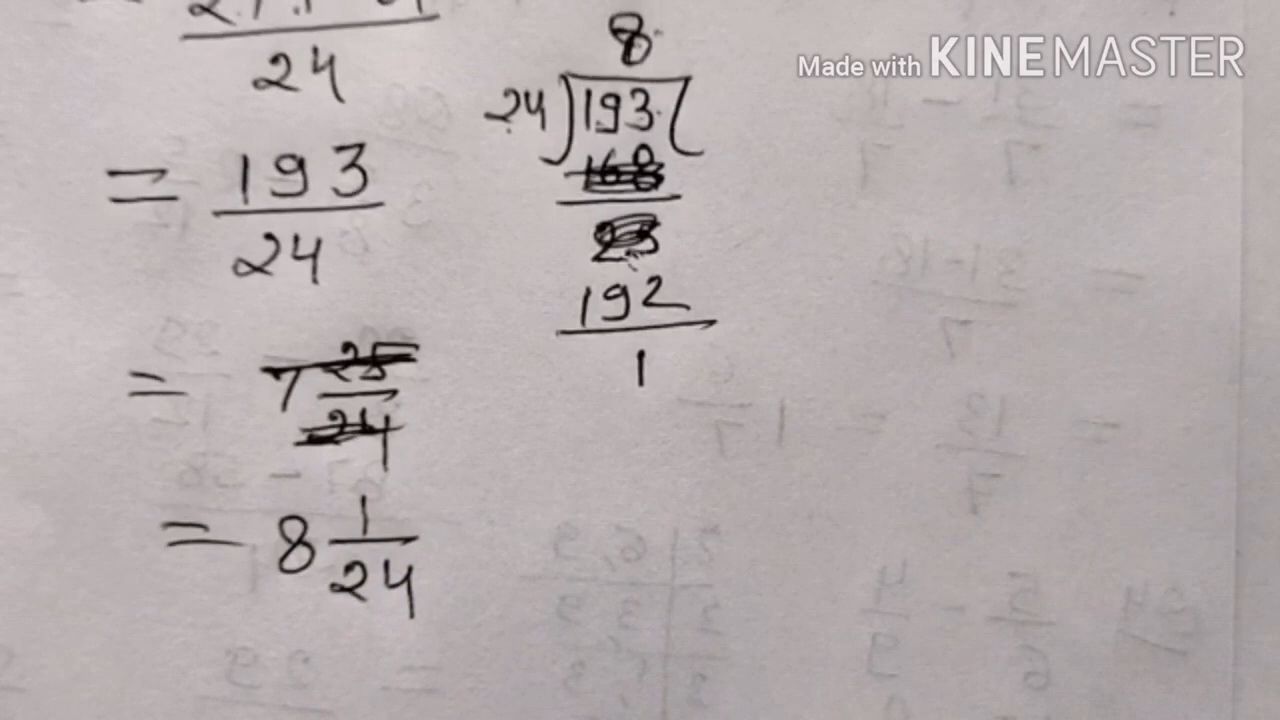 24
= 193/24
= 7 25/24
= 8 1/24
8
24)193(
168
25
192
1
Made with KINEMASTER